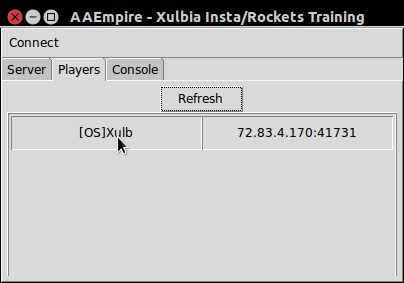 AAEmpire - Xulbia Insta/Rockets Training
Connect
Server Players Console
Refresh
[OS]Xulb 72.83.4.170:41731